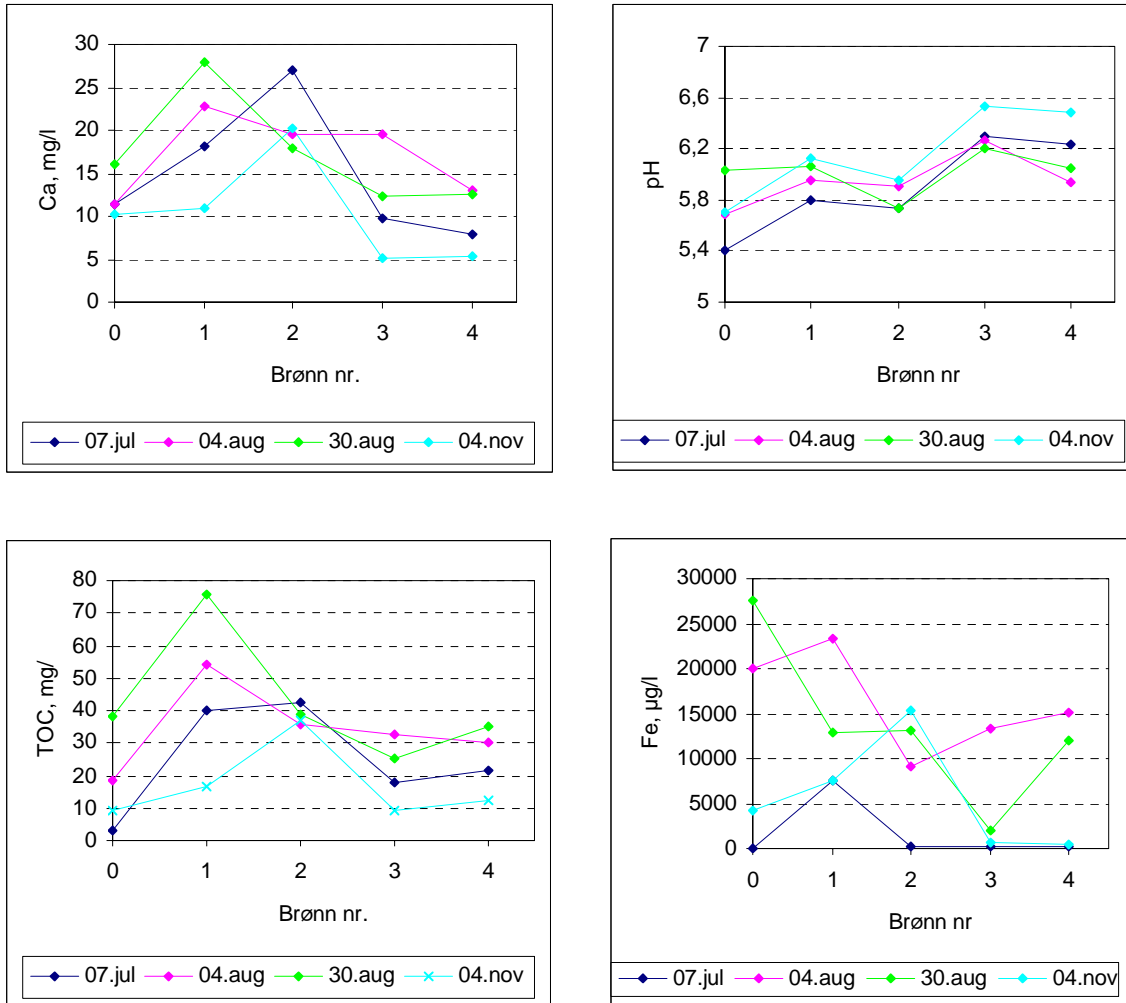 Ca, mg/l
30
25
20
15
10
5
0
0 1 2 3 4
Brønn nr.
07.jul 04.aug 30.aug 04.nov
pH
7
6,6
6,2
5,8
5,4
5
0 1 2 3 4
Brønn nr
07.jul 04.aug 30.aug 04.nov
TOC, mg/
80
70
60
50
40
30
20
10
0
0 1 2 3 4
Brønn nr.
07.jul 04.aug 30.aug 04.nov
Fe, µg/l
30000
25000
20000
15000
10000
5000
0
0 1 2 3 4
Brønn nr
07.jul 04.aug 30.aug 04.nov